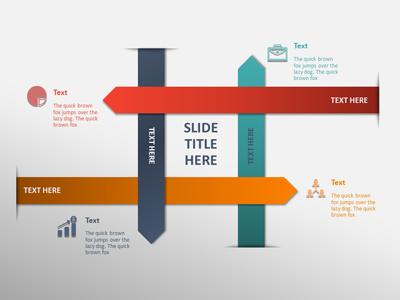 Text
The quick brown
fox jumps over the
lazy dog. The quick
brown fox
Text
The quick brown
fox jumps over the
lazy dog. The quick
brown fox
TEXT HERE
TEXT HERE
SLIDE
TITLE
HERE
TEXT HERE
TEXT HERE
Text
The quick brown
fox jumps over the
lazy dog. The quick
brown fox
Text
The quick brown
fox jumps over the
lazy dog. The quick
brown fox